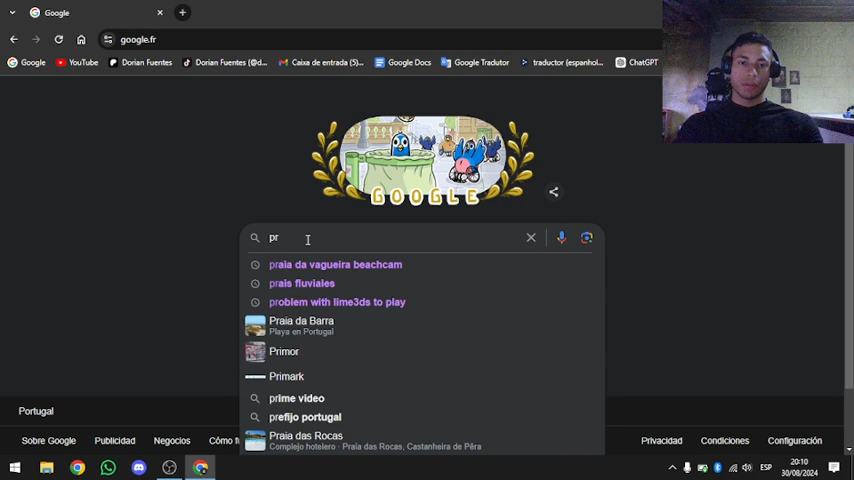 Google
google.fr
Google YouTube Dorian Fuentes Dorian Fuentes (@d... Caixa de entrada (5)... Google Docs Google Tradutor traductor (espanhol... ChatGPT
GOOGLE
pr
praia da vagueira beachcam
prais fluviales
problem with lime3ds to play
Praia da Barra
Playa en Portugal
Primor
Primark
prime video
prefijo portugal
Praia das Rocas
Complejo hotelero · Praia das Rocas, Castanheira de Pêra
Portugal
Sobre Google Publicidad Negocios Cómo fu Privacidad Condiciones Configuración
ESP
20:10
30/08/2024